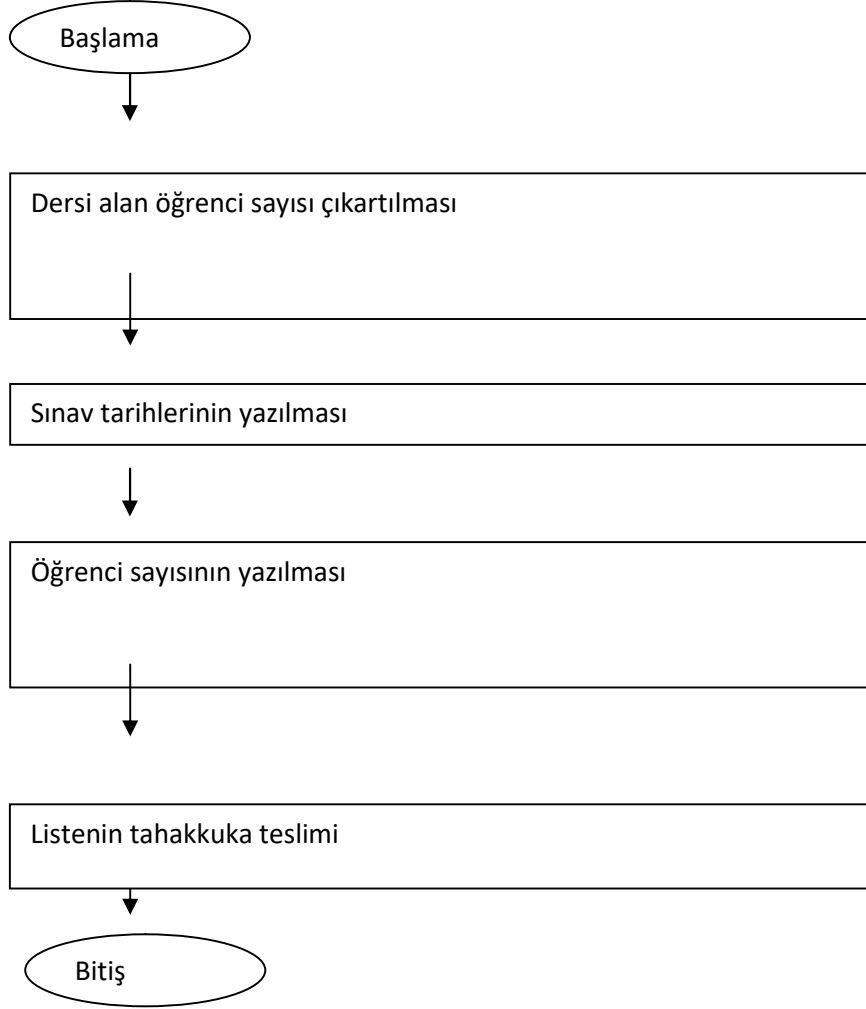 Başlama
Dersi alan öğrenci sayısı çıkartılması
Sınav tarihlerinin yazılması
Öğrenci sayısının yazılması
Listenin tahakkuka teslimi
Bitiş